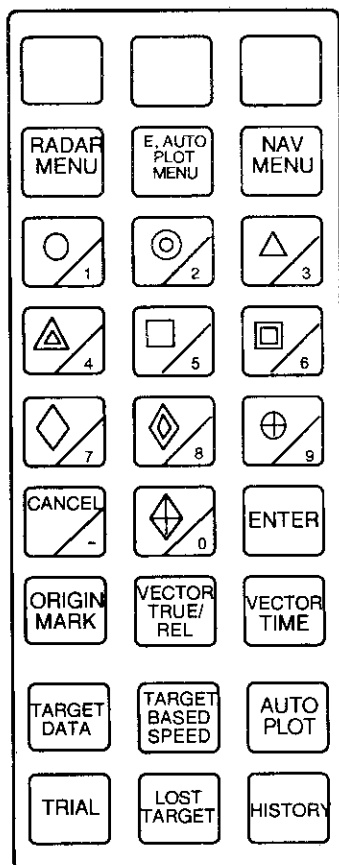 RADAR MENU
E, AUTO PLOT MENU
NAV MENU
1
2
3
4
5
6
7
8
9
CANCEL
-
0
ENTER
ORIGIN MARK
VECTOR TRUE/ REL
VECTOR TIME
TARGET DATA
TARGET BASED SPEED
AUTO PLOT
TRIAL
LOST TARGET
HISTORY